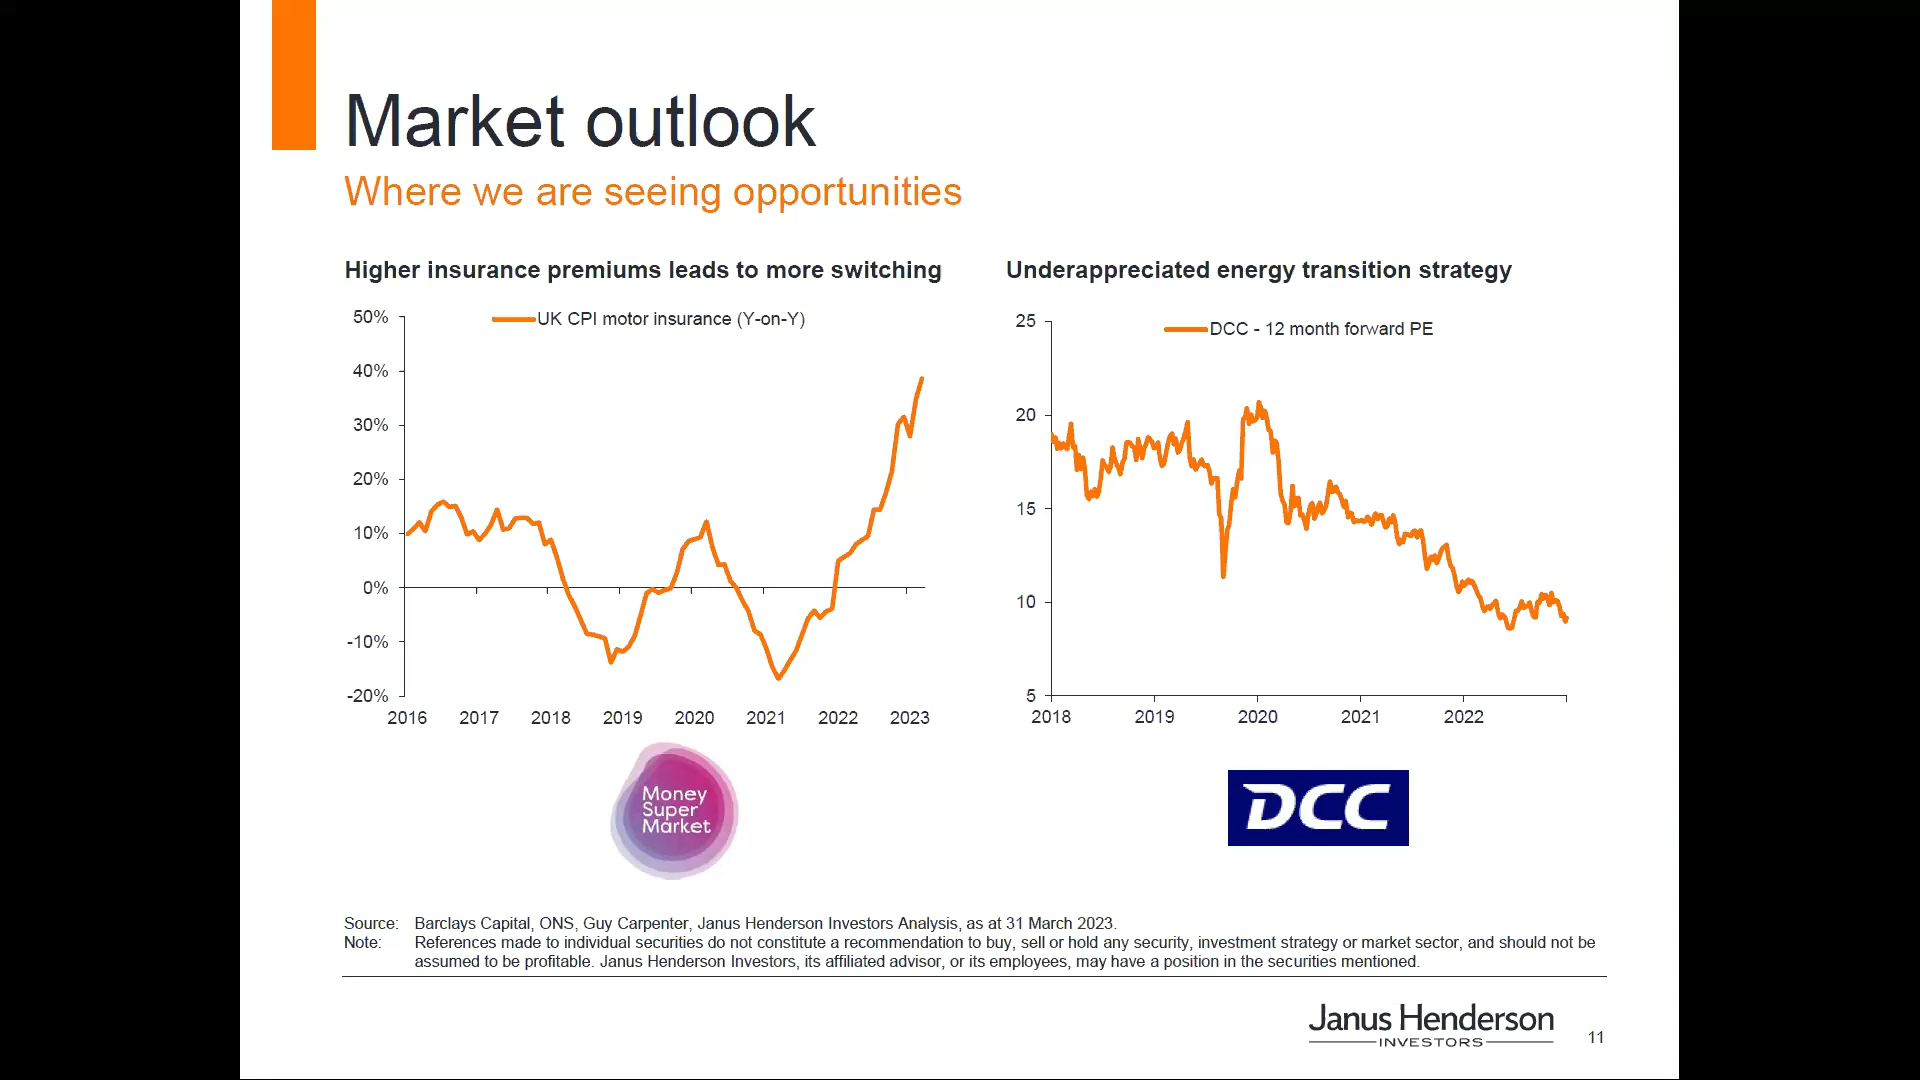 Market outlook
Where we are seeing opportunities
Higher insurance premiums leads to more switching
50%
UK CPI motor insurance (Y-on-Y)
40%
30%
20%
10%
0%
-10%
-20%
2016 2017 2018 2019 2020 2021 2022 2023
Money
Super
Market
Underappreciated energy transition strategy
25
DCC - 12 month forward PE
20
15
10
5
2018 2019 2020 2021 2022
DCC
Source: Barclays Capital, ONS, Guy Carpenter, Janus Henderson Investors Analysis, as at 31 March 2023.
Note: References made to individual securities do not constitute a recommendation to buy, sell or hold any security, investment strategy or market sector, and should not be
assumed to be profitable. Janus Henderson Investors, its affiliated advisor, or its employees, may have a position in the securities mentioned.
Janus Henderson
INVESTORS
11